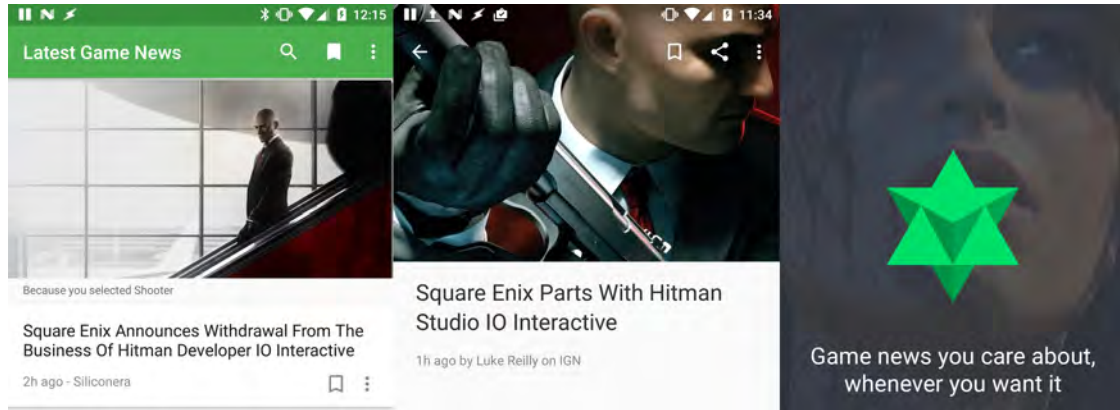 12:15
Latest Game News
Because you selected Shooter
Square Enix Announces Withdrawal From The
Business Of Hitman Developer IO Interactive
2h ago - Siliconera
11:34
Square Enix Parts With Hitman
Studio IO Interactive
1h ago by Luke Reilly on IGN
Game news you care about,
whenever you want it